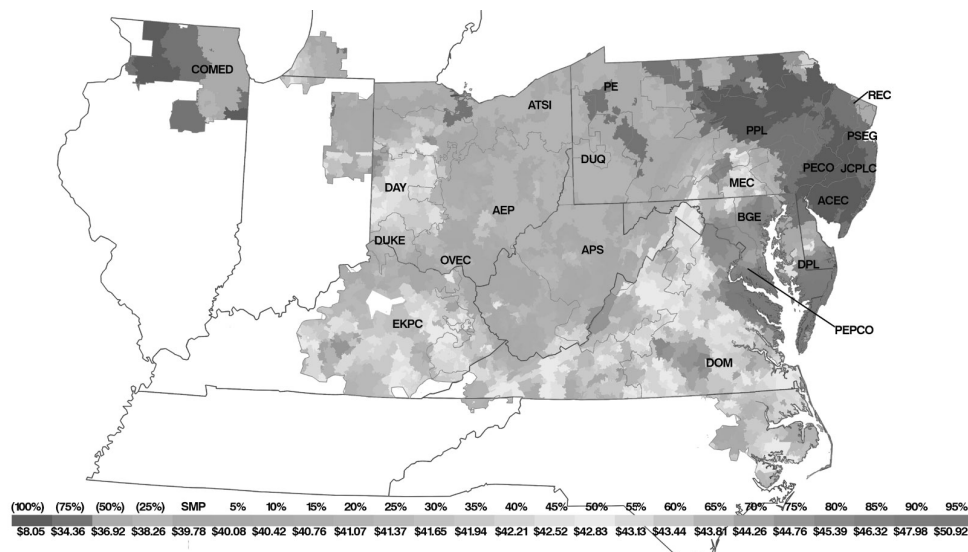 COMED
ATSI
PE
REC
PPL
PSEG
PECO
JCPLC
DUQ
MEC
DAY
ACEC
AEP
BGE
DUKE
OVEC
APS
DPL
EKPC
PEPCO
DOM
(100%) (75%) (50%) (25%) SMP 5% 10% 15% 20% 25% 30% 35% 40% 45% 50% 55% 60% 65% 70% 75% 80% 85% 90% 95%
$8.05 $34.36 $36.92 $38.26 $39.78 $40.08 $40.42 $40.76 $41.07 $41.37 $41.65 $41.94 $42.21 $42.52 $42.83 $43.13 $43.44 $43.81 $44.26 $44.76 $45.39 $46.32 $47.98 $50.92